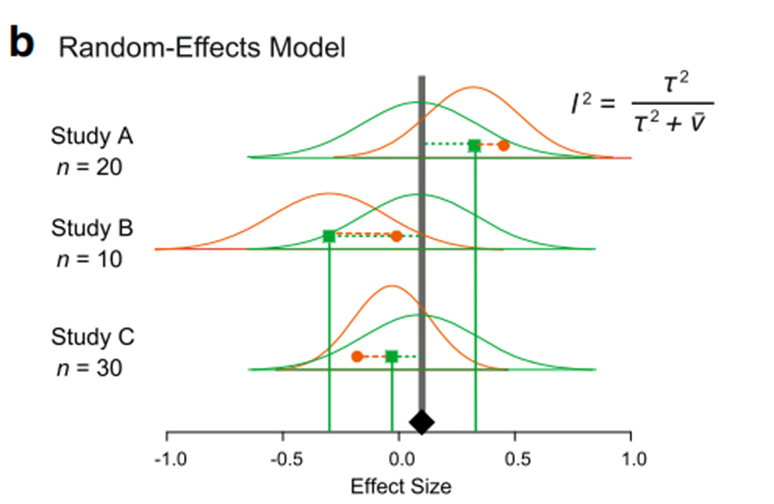 b Random-Effects Model
I² = τ² / (τ² + v̄)
Study A
n = 20
Study B
n = 10
Study C
n = 30
-1.0 -0.5 0.0 0.5 1.0
Effect Size